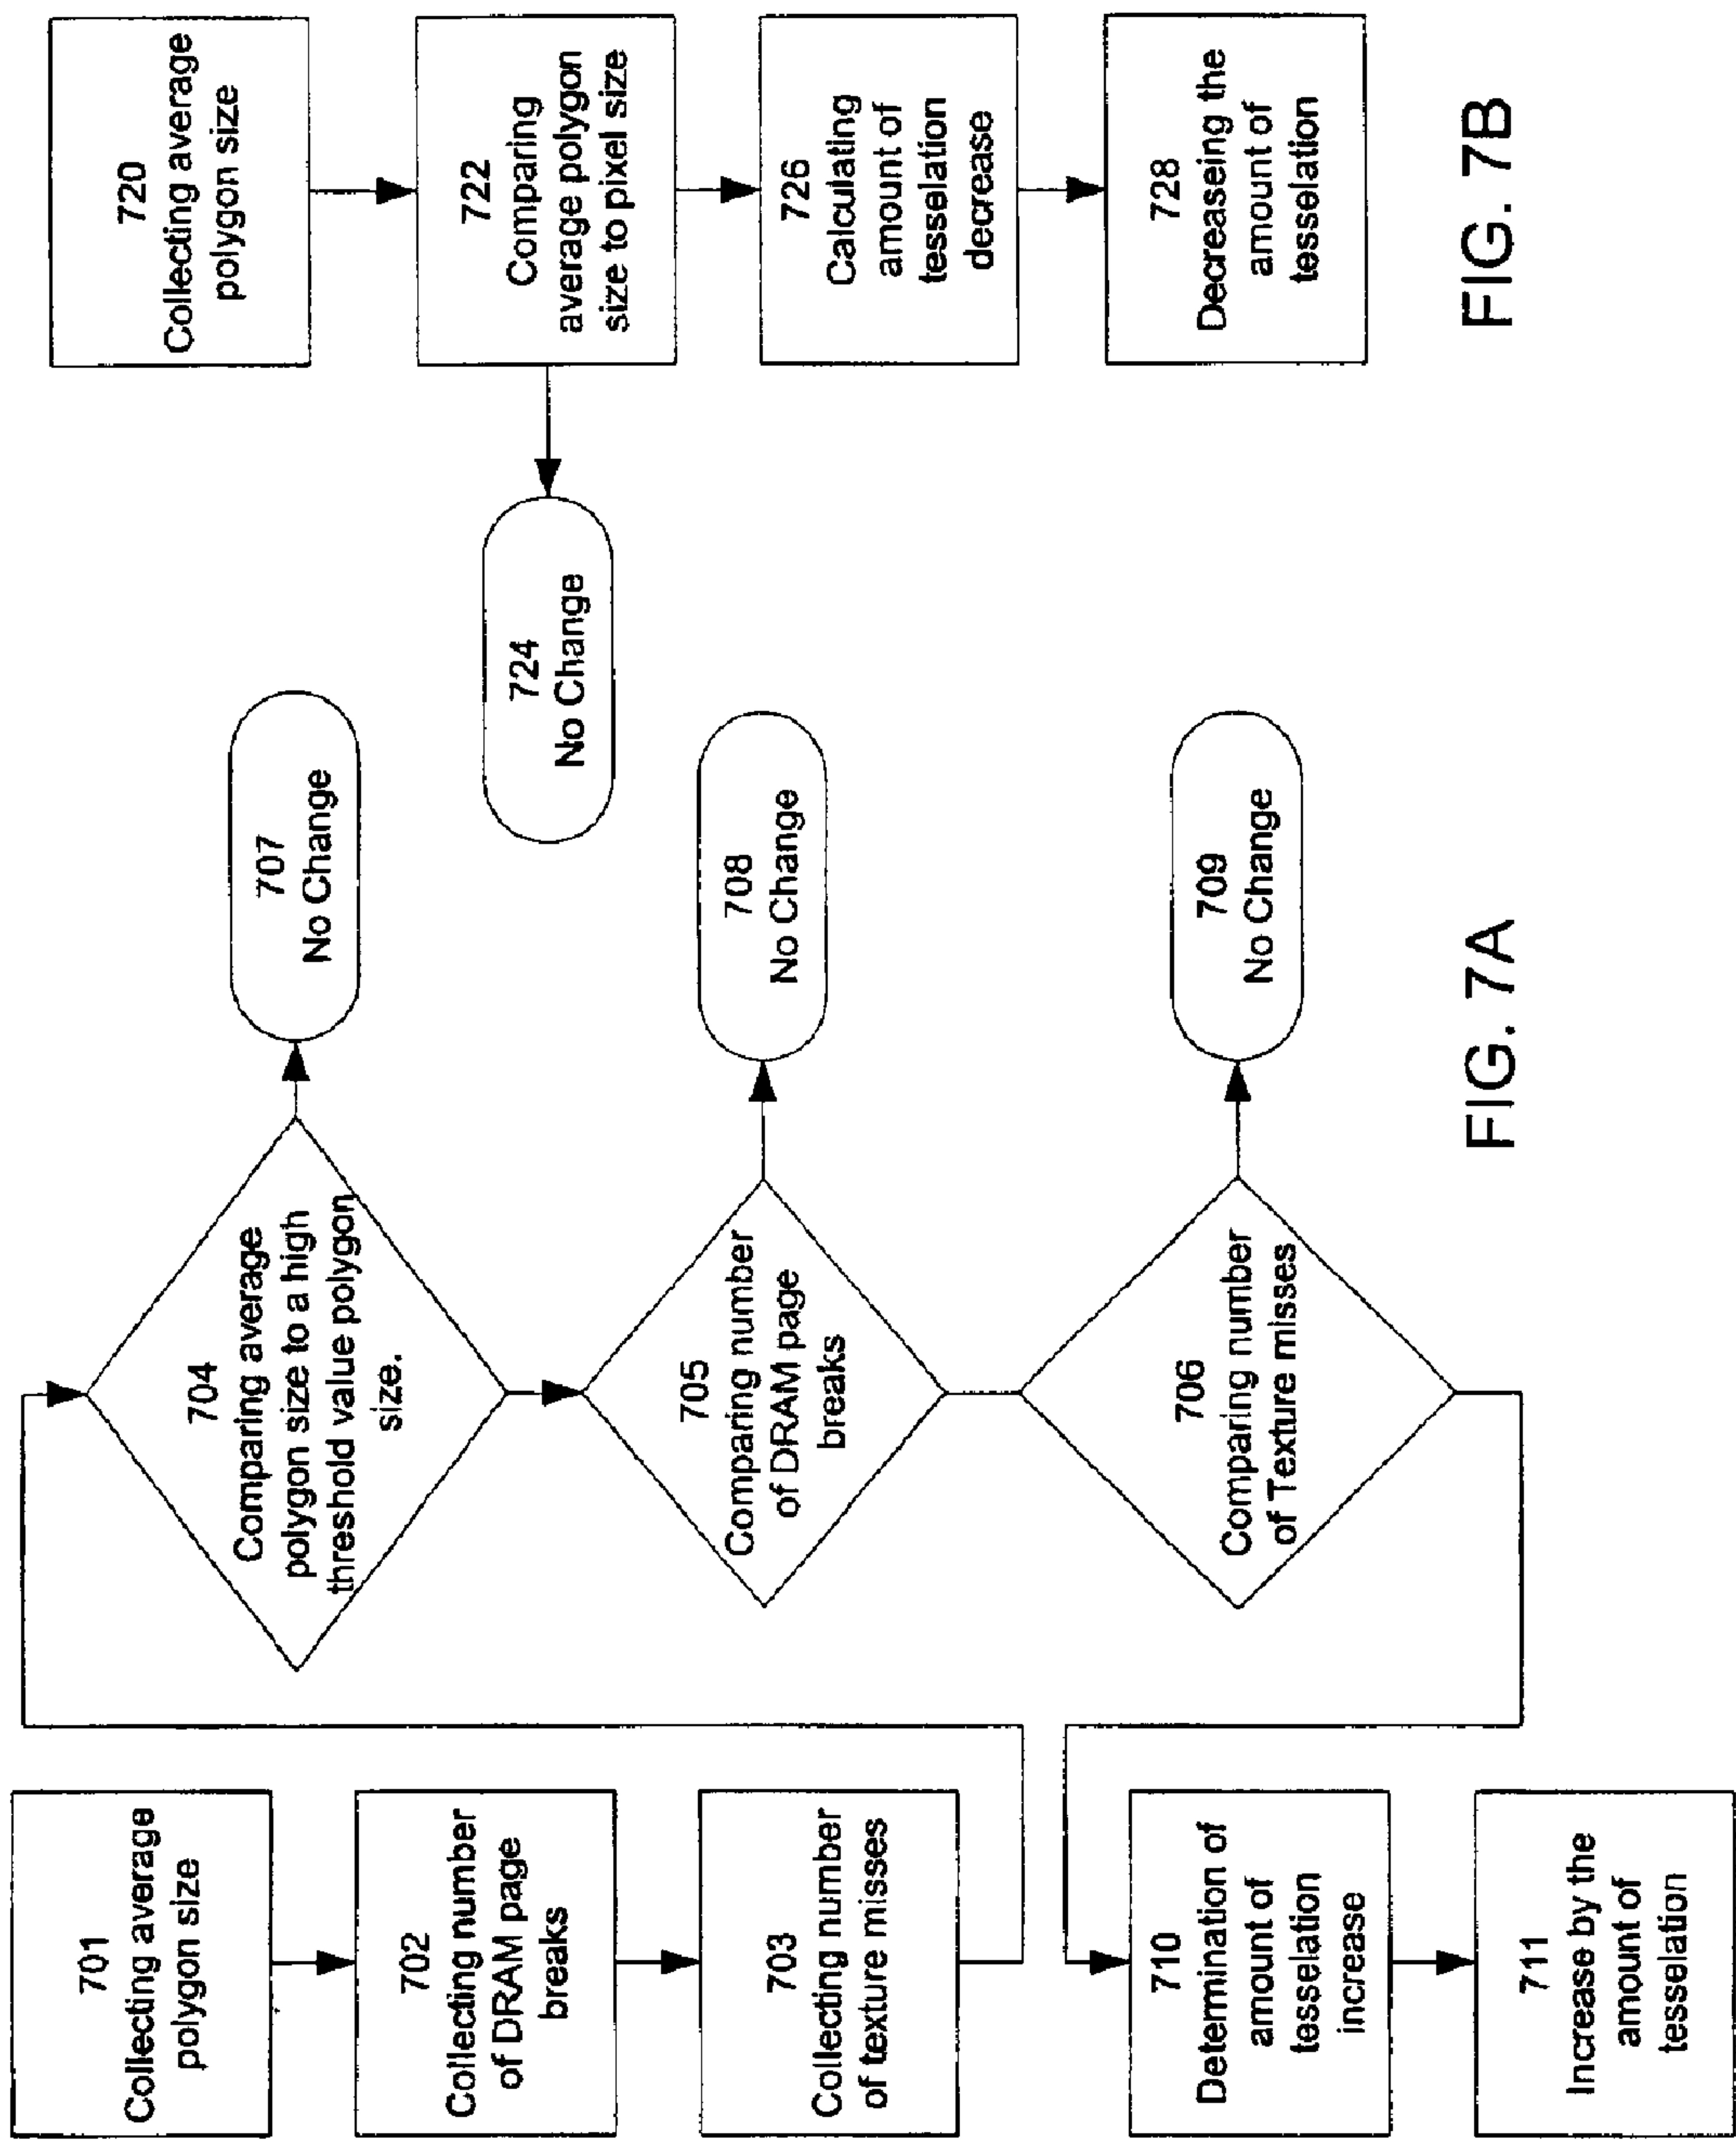 701
Collecting average
polygon size
702
Collecting number
of DRAM page
breaks
703
Collecting number
of texture misses
704
Comparing average
polygon size to a high
threshold value polygon
size.
707
No Change
705
Comparing number
of DRAM page
breaks
708
No Change
706
Comparing number
of Texture misses
709
No Change
710
Determination of
amount of
tesselation
increase
711
Increase by the
amount of
tesselation
FIG. 7A
720
Collecting average
polygon size
722
Comparing
average polygon
size to pixel size
724
No Change
726
Calculating
amount of
tesselation
decrease
728
Decreaseing the
amount of
tesselation
FIG. 7B